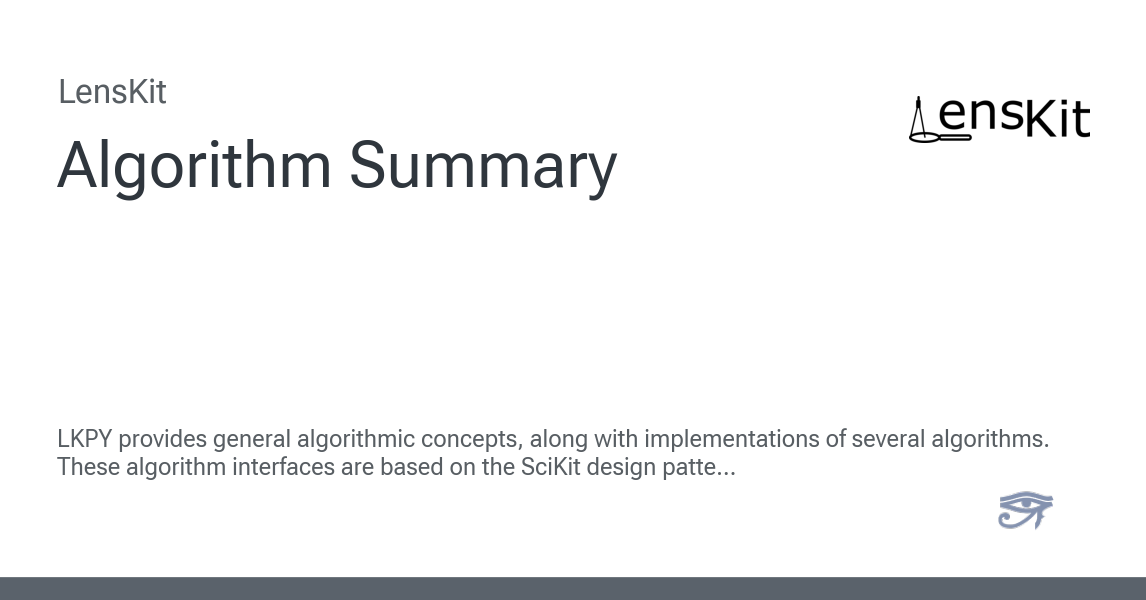 LensKit
LensKit
Algorithm Summary
LKPY provides general algorithmic concepts, along with implementations of several algorithms.
These algorithm interfaces are based on the SciKit design patte...